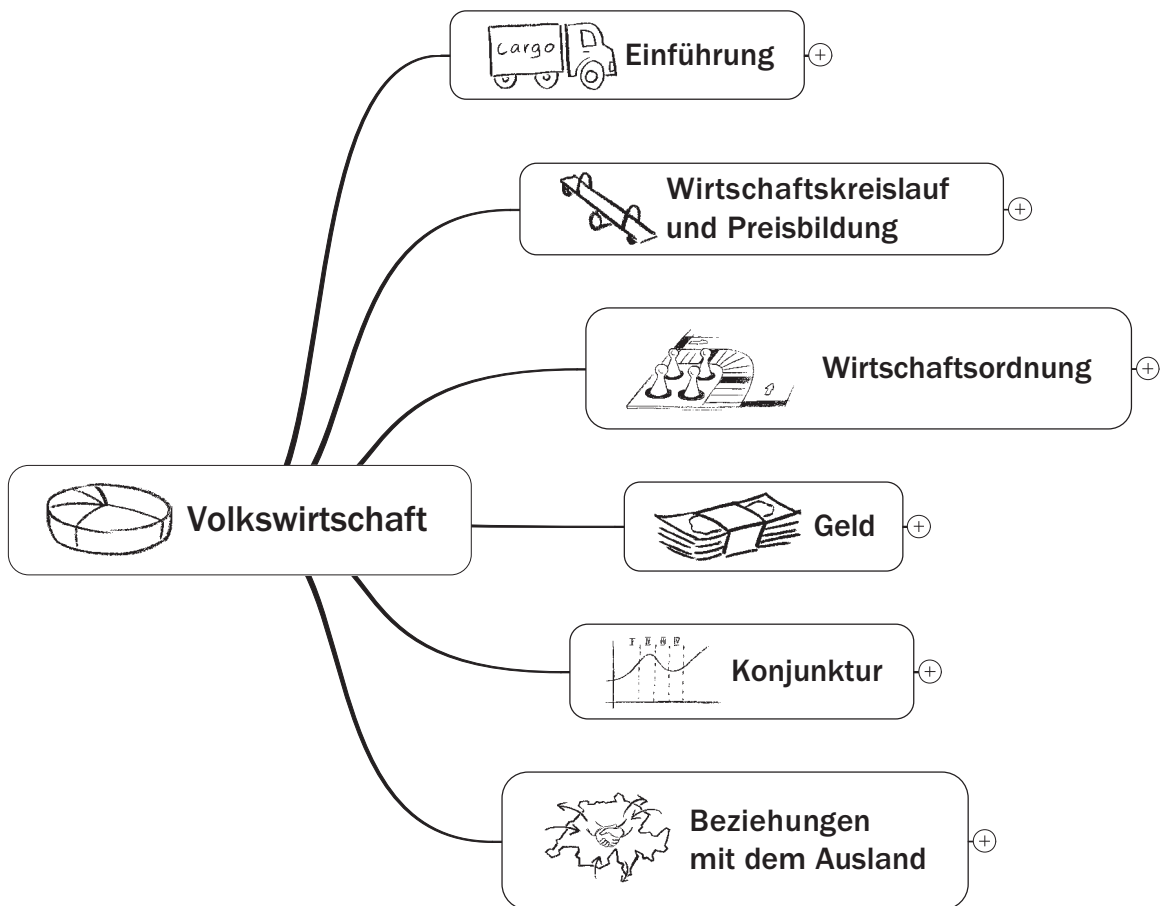 Cargo
Einführung
Wirtschaftskreislauf
und Preisbildung
Wirtschaftsordnung
Volkswirtschaft
Geld
I II III IV
Konjunktur
Beziehungen
mit dem Ausland